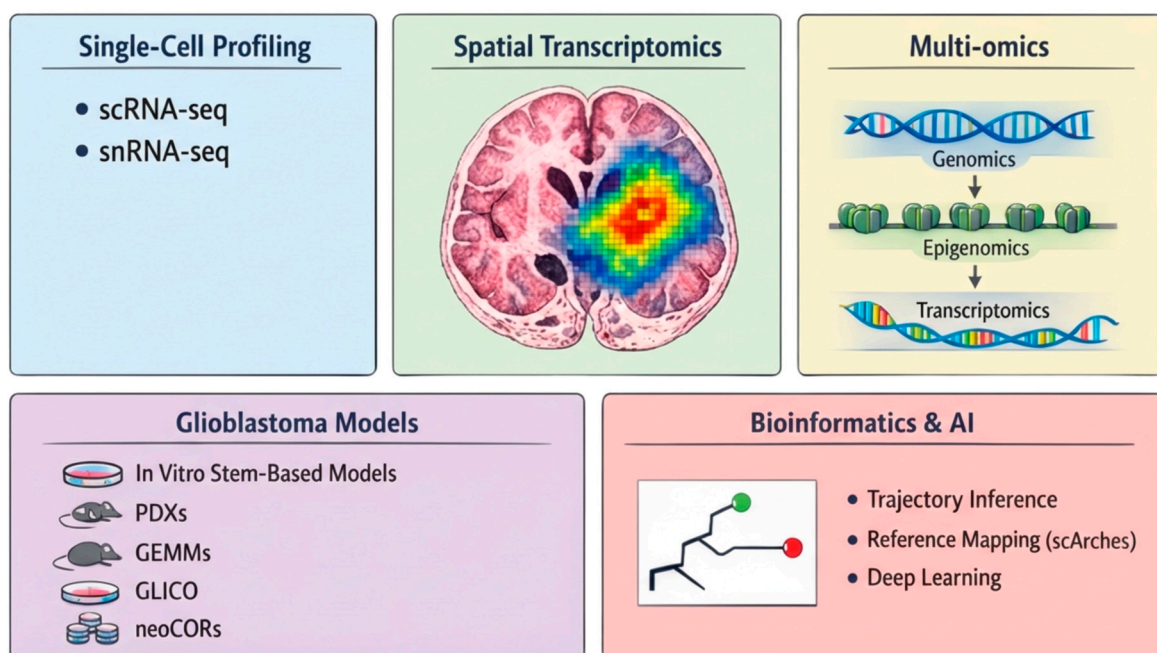 Single-Cell Profiling
• scRNA-seq
• snRNA-seq
Spatial Transcriptomics
Multi-omics
Genomics
Epigenomics
Transcriptomics
Glioblastoma Models
In Vitro Stem-Based Models
PDXs
GEMMs
GLICO
neoCORs
Bioinformatics & AI
• Trajectory Inference
• Reference Mapping (scArches)
• Deep Learning